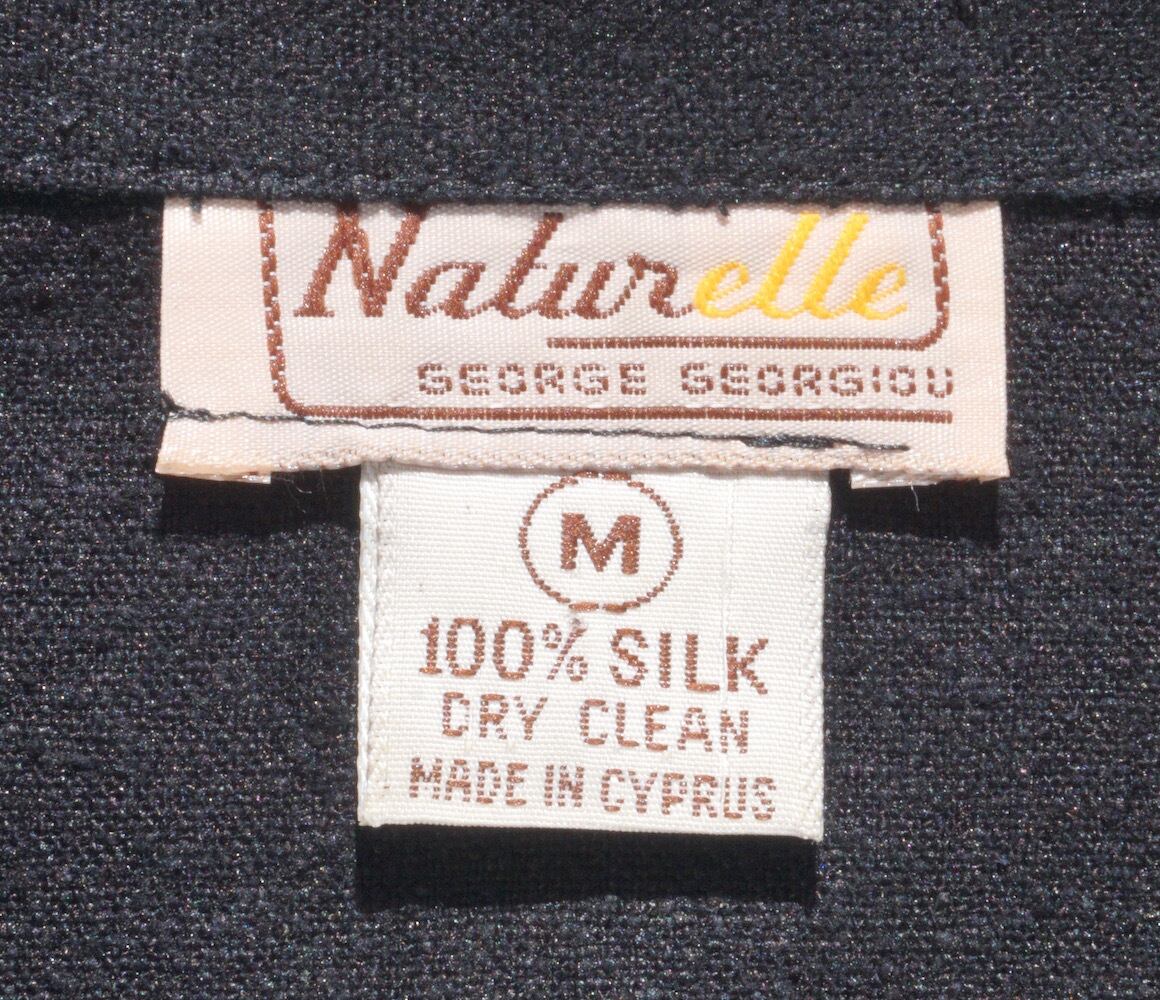 Naturelle
GEORGE GEORGIOU
M
100% SILK
DRY CLEAN
MADE IN CYPRUS